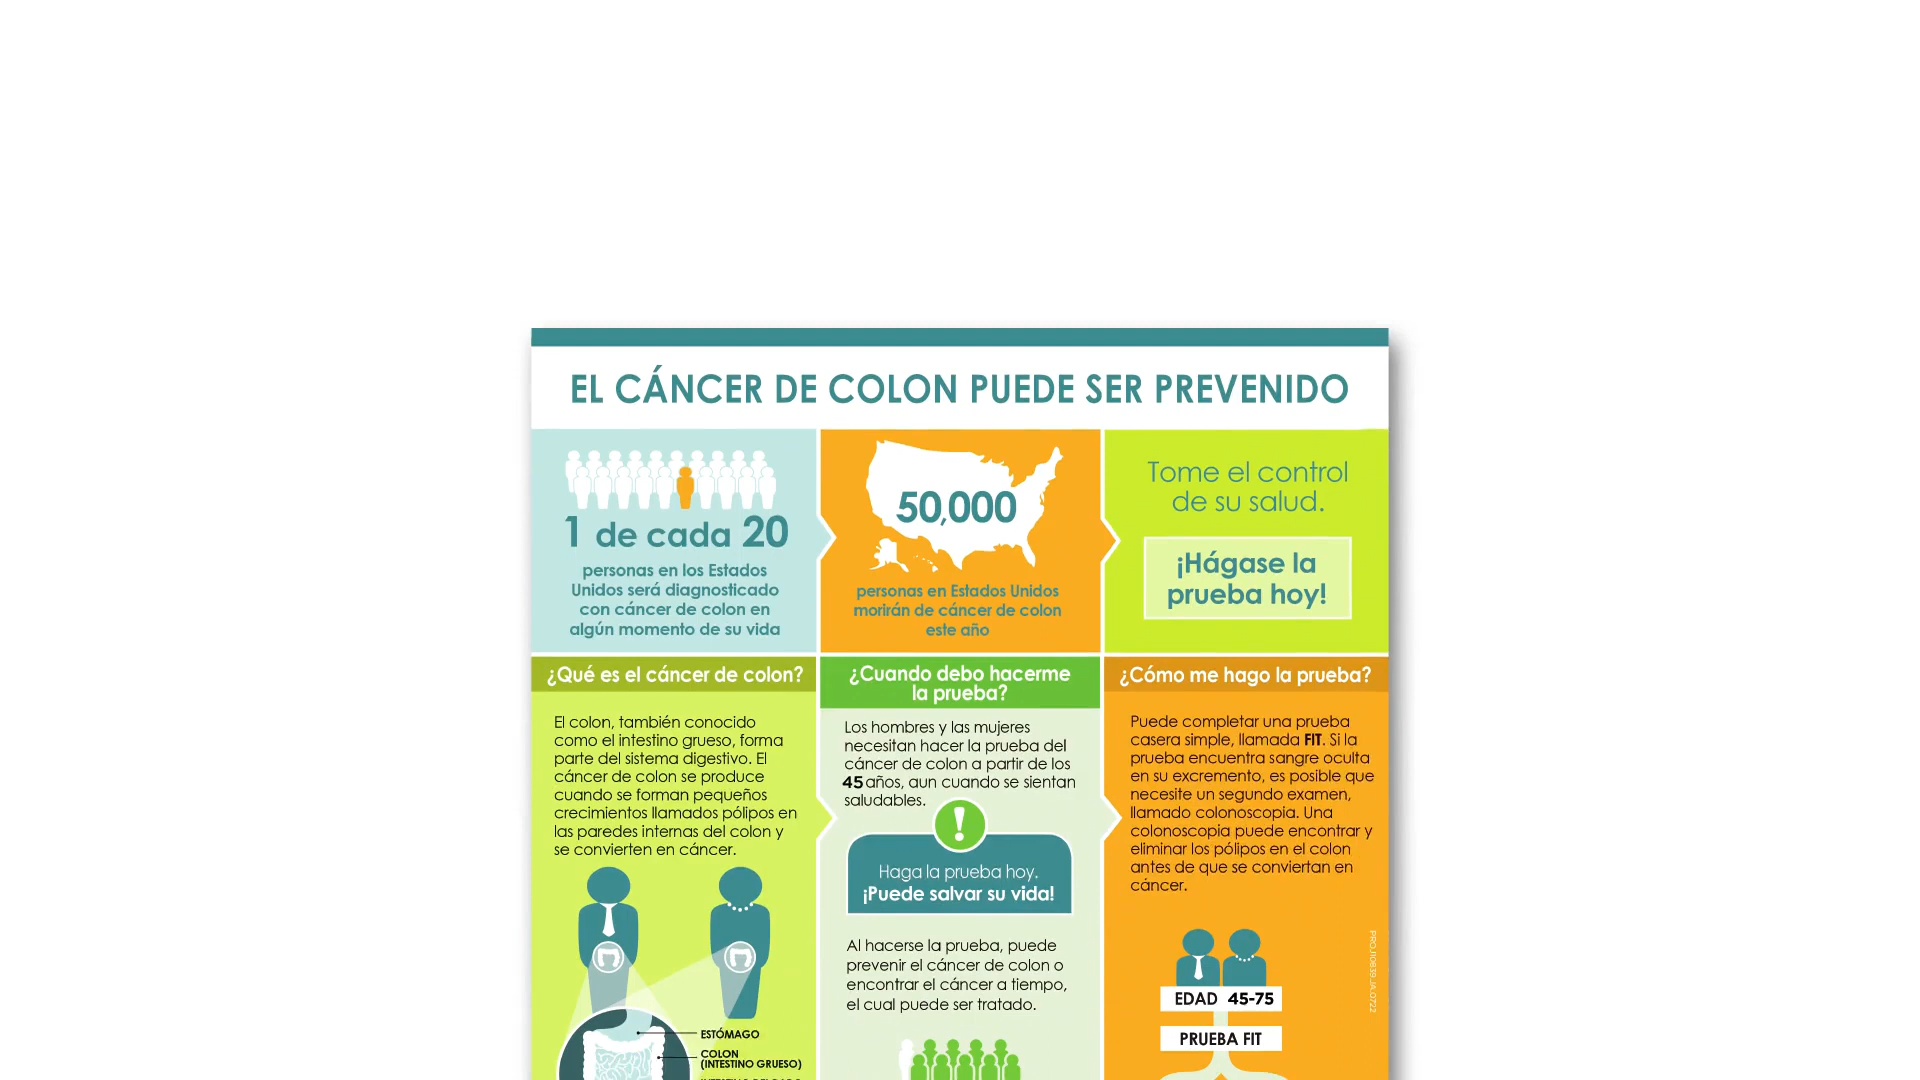 EL CÁNCER DE COLON PUEDE SER PREVENIDO
1 de cada 20
personas en los Estados
Unidos será diagnosticado
con cáncer de colon en
algún momento de su vida
50,000
personas en Estados Unidos
morirán de cáncer de colon
este año
Tome el control
de su salud.
¡Hágase la
prueba hoy!
¿Qué es el cáncer de colon?
El colon, también conocido
como el intestino grueso, forma
parte del sistema digestivo. El
cáncer de colon se produce
cuando se forman pequeños
crecimientos llamados pólipos en
las paredes internas del colon y
se convierten en cáncer.
ESTÓMAGO
COLON
(INTESTINO GRUESO)
¿Cuando debo hacerme
la prueba?
Los hombres y las mujeres
necesitan hacer la prueba del
cáncer de colon a partir de los
45 años, aun cuando se sientan
saludables.
!
Haga la prueba hoy.
¡Puede salvar su vida!
Al hacerse la prueba, puede
prevenir el cáncer de colon o
encontrar el cáncer a tiempo,
el cual puede ser tratado.
¿Cómo me hago la prueba?
Puede completar una prueba
casera simple, llamada FIT. Si la
prueba encuentra sangre oculta
en su excremento, es posible que
necesite un segundo examen,
llamado colonoscopia. Una
colonoscopia puede encontrar y
eliminar los pólipos en el colon
antes de que se conviertan en
cáncer.
EDAD 45-75
PRUEBA FIT